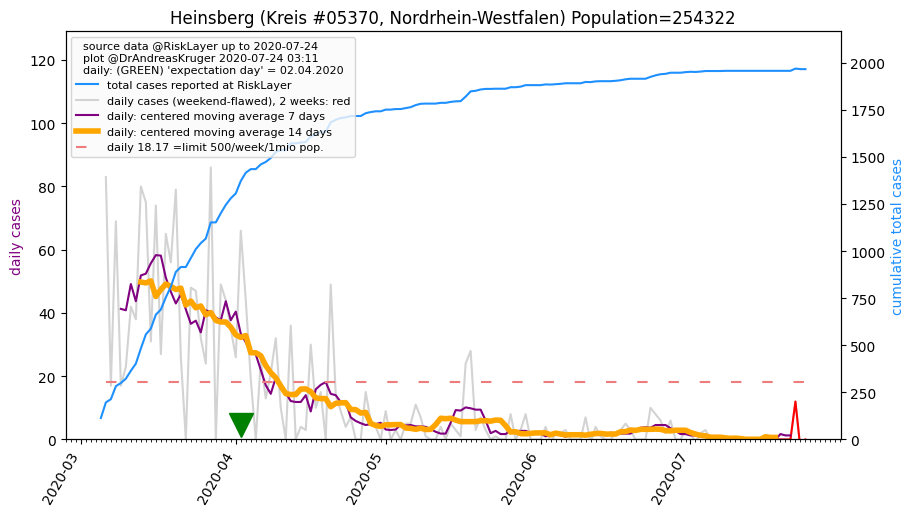 Heinsberg (Kreis #05370, Nordrhein-Westfalen) Population=254322
source data @RiskLayer up to 2020-07-24
plot @DrAndreasKruger 2020-07-24 03:11
daily: (GREEN) 'expectation day' = 02.04.2020
total cases reported at RiskLayer
daily cases (weekend-flawed), 2 weeks: red
daily: centered moving average 7 days
daily: centered moving average 14 days
daily 18.17 =limit 500/week/1mio pop.
daily cases
120
100
80
60
40
20
0
cumulative total cases
2000
1750
1500
1250
1000
750
500
250
0
2020-03
2020-04
2020-05
2020-06
2020-07